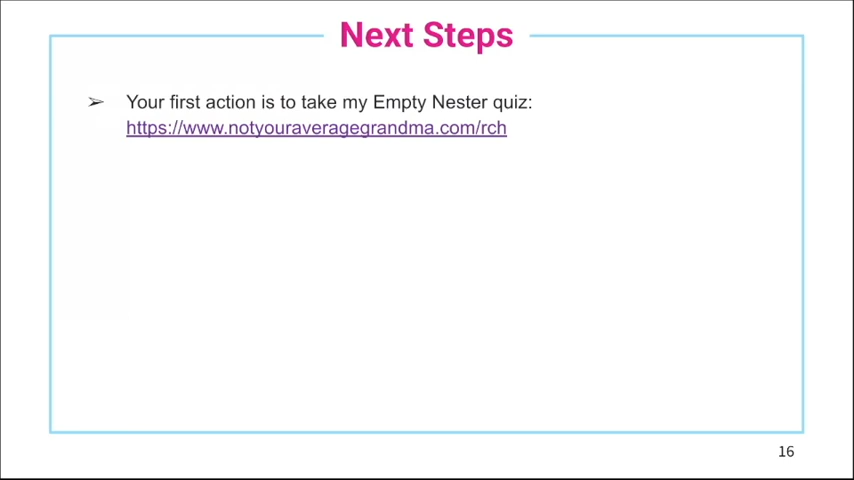 Next Steps
➢ Your first action is to take my Empty Nester quiz:
https://www.notyouraveragegrandma.com/rch
16